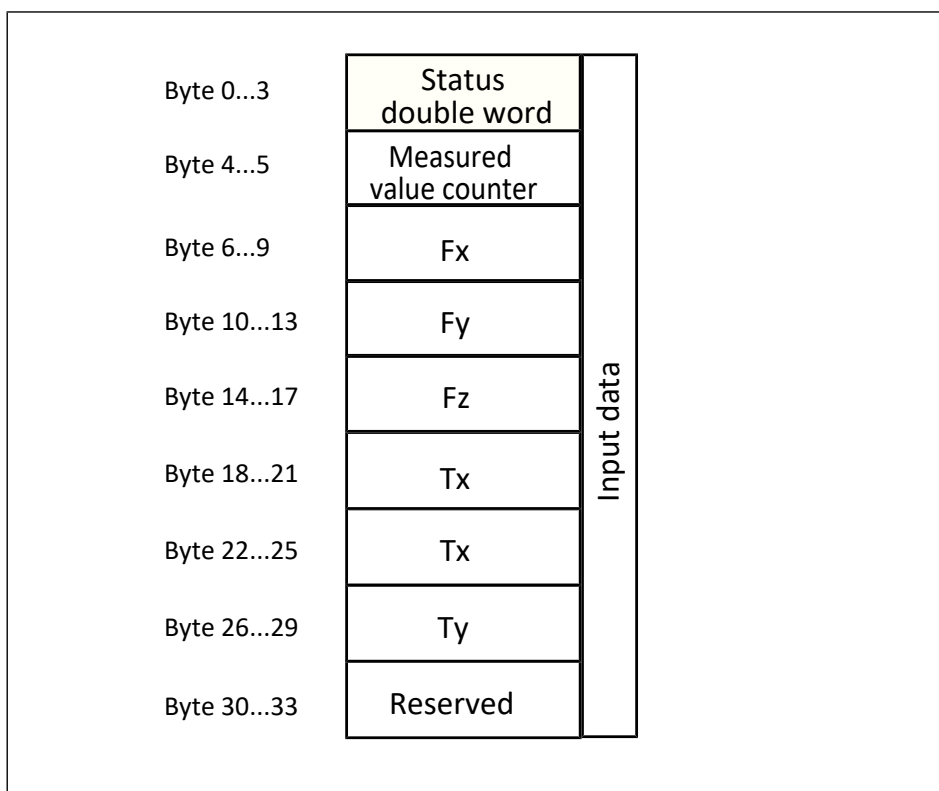 Byte 0...3
Status
double word
Byte 4...5
Measured
value counter
Byte 6...9
Fx
Byte 10...13
Fy
Byte 14...17
Fz
Byte 18...21
Tx
Byte 22...25
Tx
Byte 26...29
Ty
Byte 30...33
Reserved
Input data